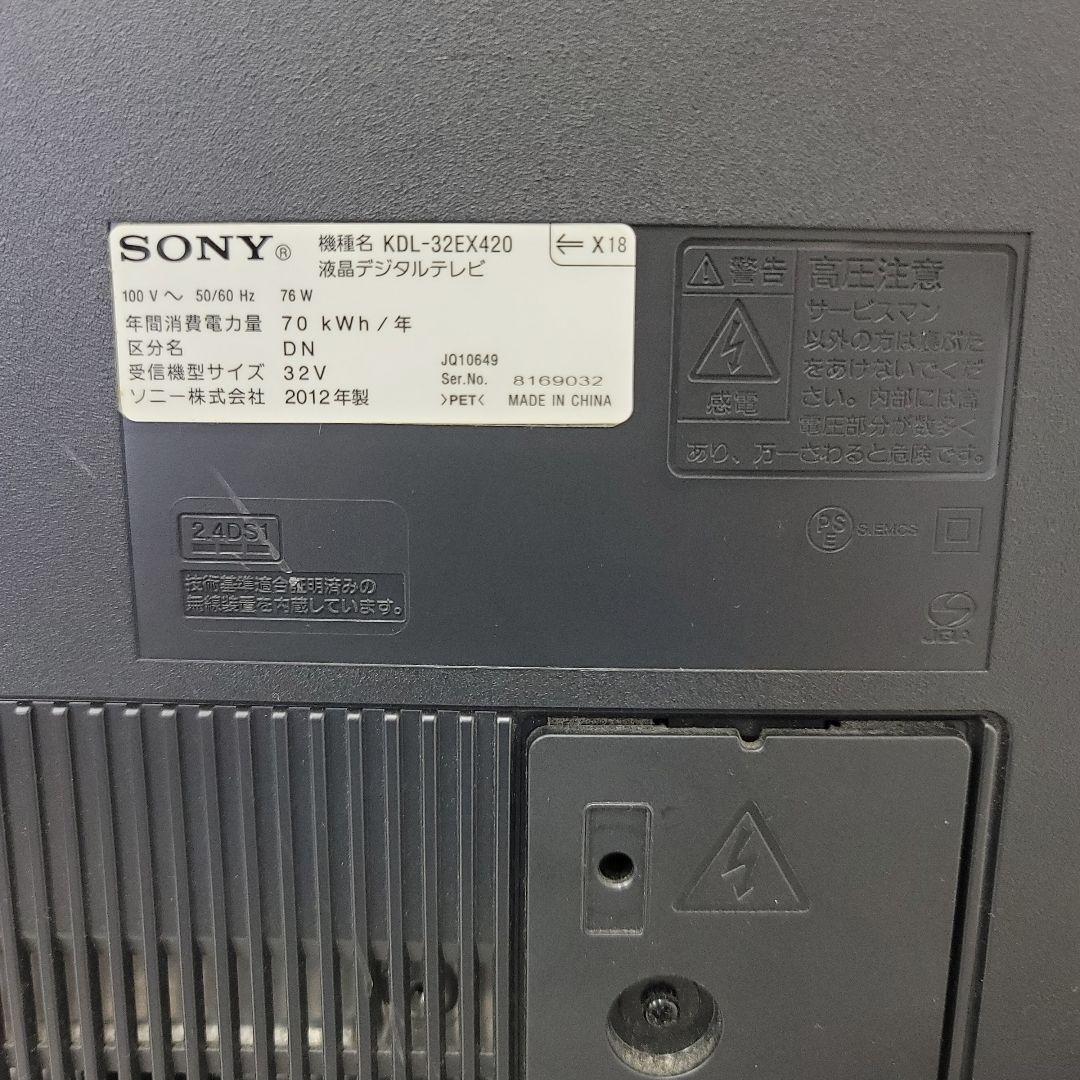 SONY®
機種名 KDL-32EX420
液晶デジタルテレビ
⇐ X18
100 V ～ 50/60 Hz 76 W
年間消費電力量 70 kWh/年
区分名 DN
受信機型サイズ 32V
ソニー株式会社 2012年製
JQ10649
Ser.No. 8169032
>PET< MADE IN CHINA
警告
感電
高圧注意
サービスマン
以外の方は裏ぶた
をあけないでくだ
さい。内部には高
電圧部分が数多く
あり、万一さわると危険です。
2.4DS1
技術基準適合証明済みの
無線装置を内蔵しています。
PS
E
S.EMCS
JQA